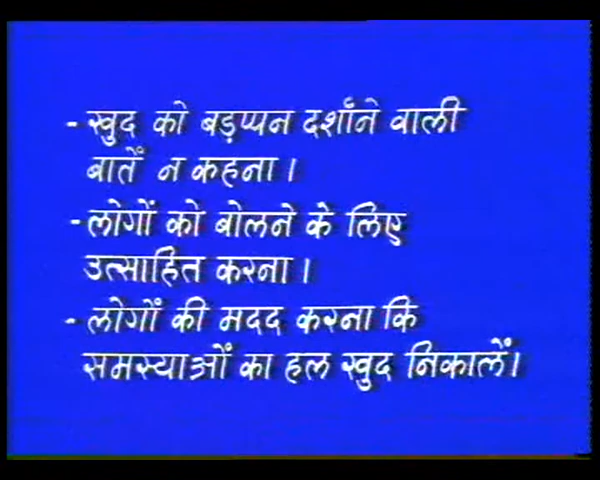 - खुद को बड़प्पन दर्शाने वाली
बातें न कहना।
- लोगों को बोलने के लिए
उत्साहित करना।
- लोगों की मदद करना कि
समस्याओं का हल खुद निकालें।